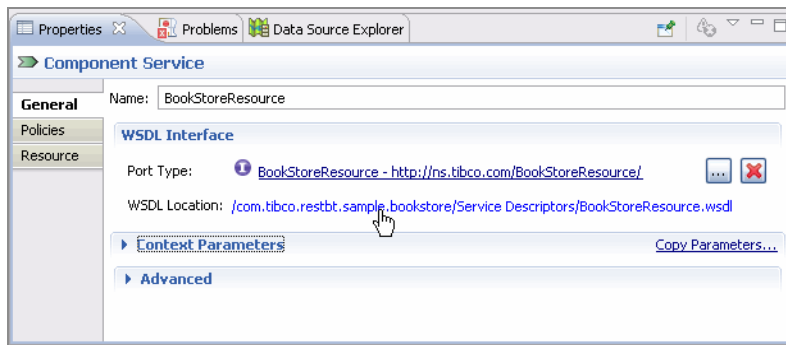 Properties Problems Data Source Explorer
Component Service
General
Name: BookStoreResource
Policies
WSDL Interface
Resource
Port Type: BookStoreResource - http://ns.tibco.com/BookStoreResource/ ...
WSDL Location: /com.tibco.restbt.sample.bookstore/Service Descriptors/BookStoreResource.wsdl
Context Parameters Copy Parameters...
Advanced